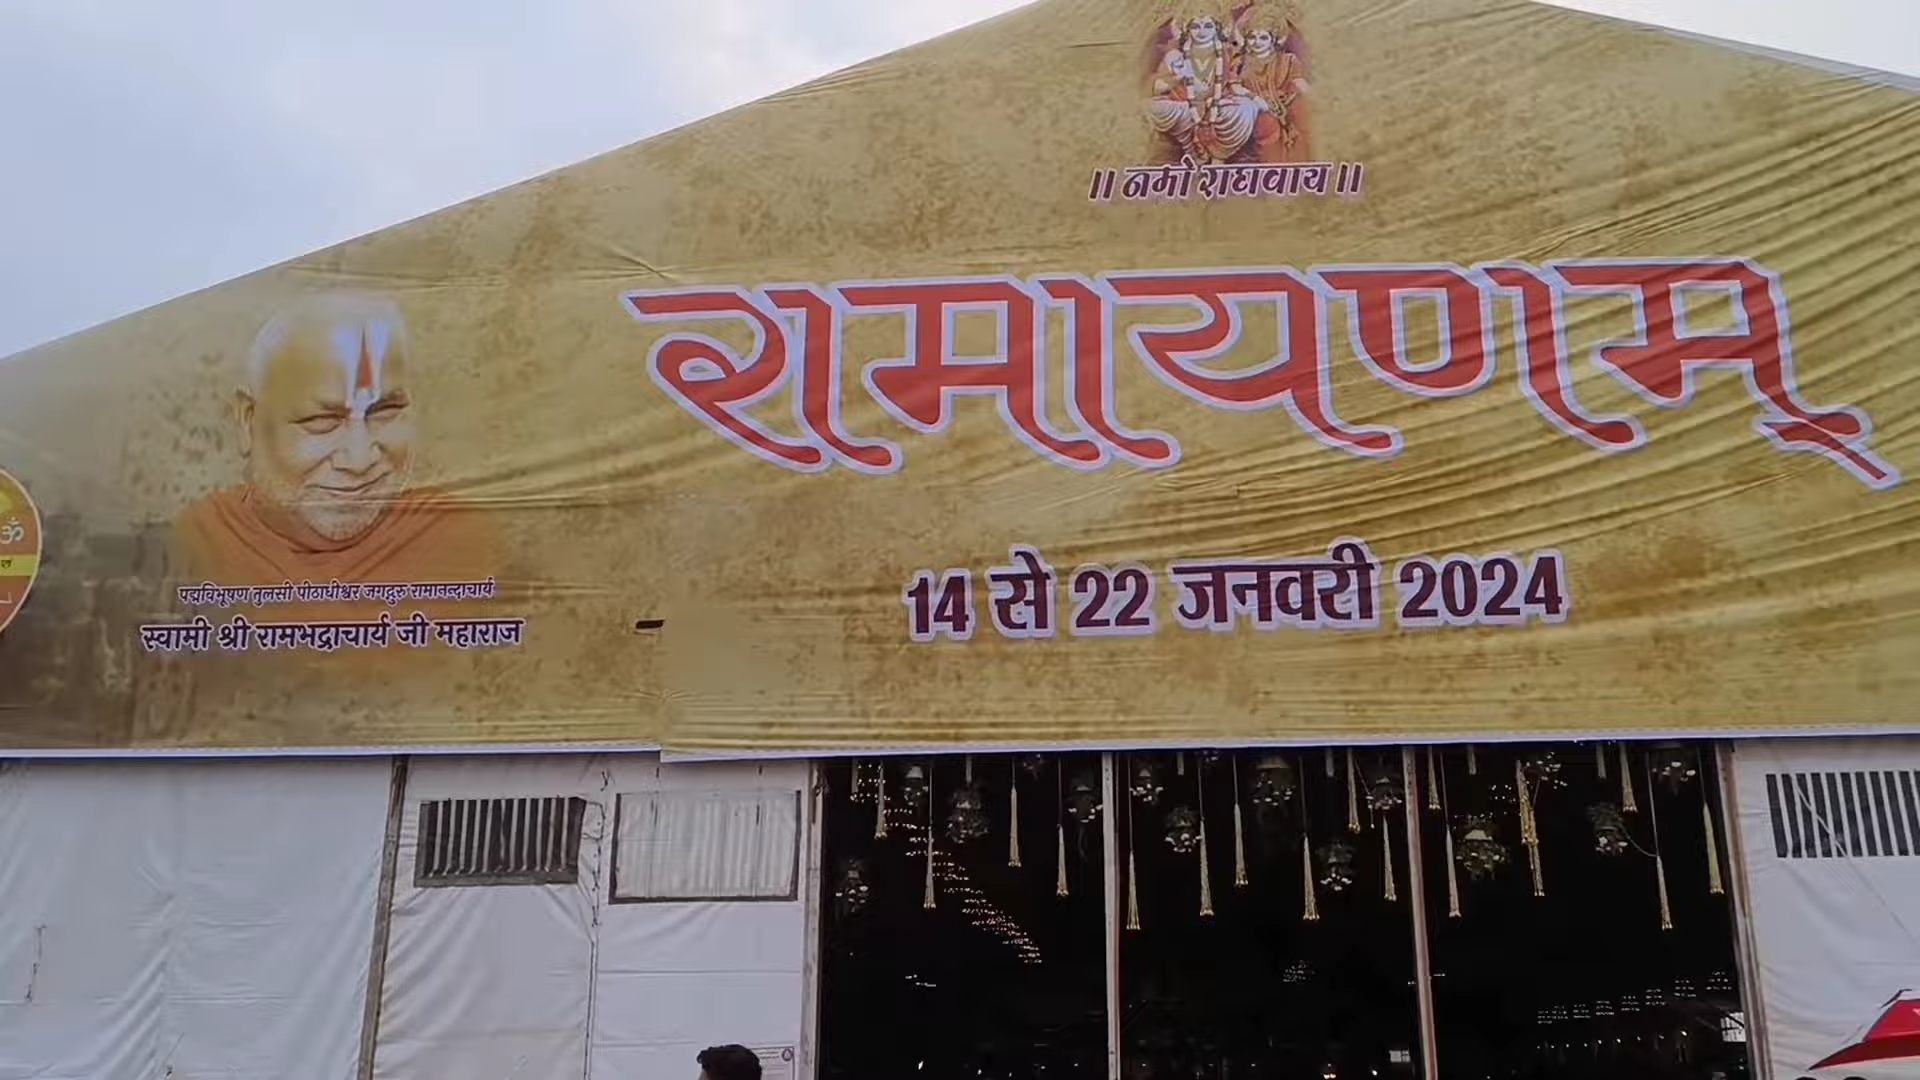 ॥ नमो राघवाय ॥
रामायणम्
14 से 22 जनवरी 2024
पद्मविभूषण तुलसी पीठाधीश्वर जगद्गुरु रामानन्दाचार्य
स्वामी श्री रामभद्राचार्य जी महाराज
ॐ